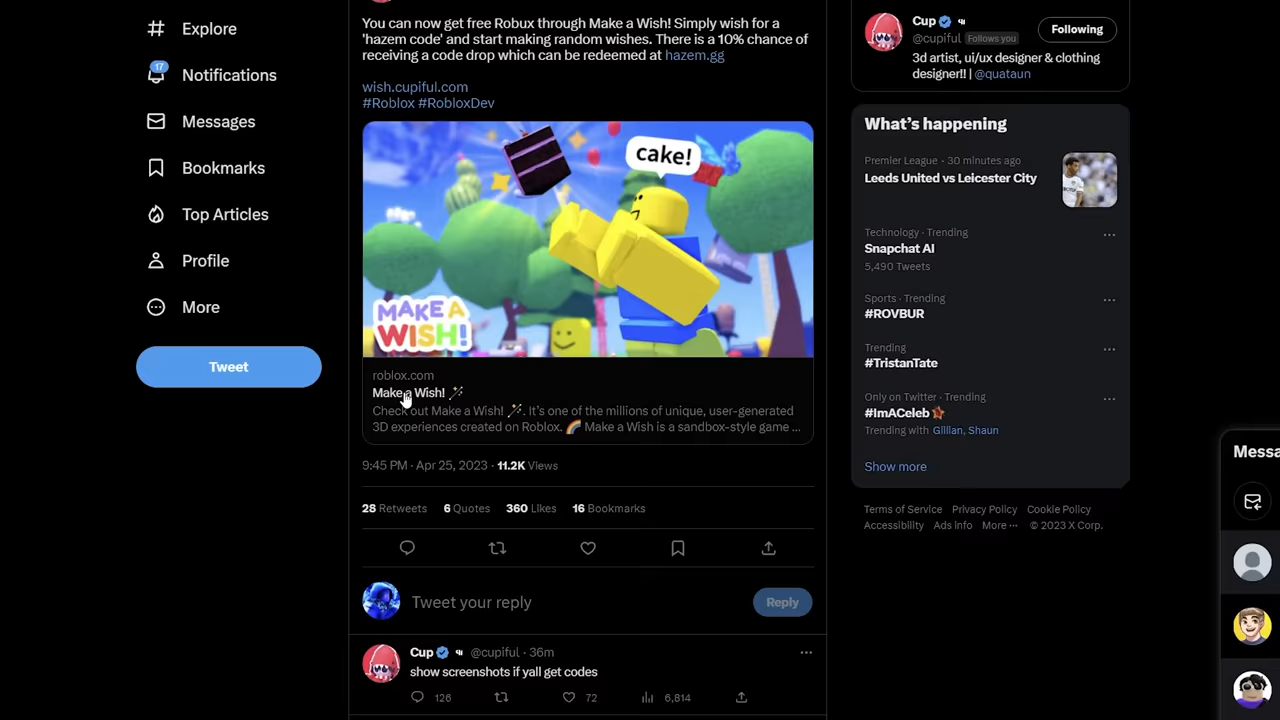 Explore
17
Notifications
Messages
Bookmarks
Top Articles
Profile
More
Tweet
You can now get free Robux through Make a Wish! Simply wish for a
'hazem code' and start making random wishes. There is a 10% chance of
receiving a code drop which can be redeemed at hazem.gg
wish.cupiful.com
#Roblox #RobloxDev
cake!
MAKE A
WISH!
roblox.com
Make a Wish! 🪄
Check out Make a Wish! 🪄. It's one of the millions of unique, user-generated
3D experiences created on Roblox. 🌈 Make a Wish is a sandbox-style game ...
9:45 PM · Apr 25, 2023 · 11.2K Views
28 Retweets 6 Quotes 360 Likes 16 Bookmarks
Tweet your reply
Reply
Cup @cupiful · 36m
show screenshots if yall get codes
126 72 6,814
Cup
@cupiful Follows you
Following
3d artist, ui/ux designer & clothing
designer!! | @quataun
What's happening
Premier League · 30 minutes ago
Leeds United vs Leicester City
Technology · Trending
Snapchat AI
5,490 Tweets
Sports · Trending
#ROVBUR
Trending
#TristanTate
Only on Twitter · Trending
#ImACeleb
Trending with Gillian, Shaun
Show more
Terms of Service Privacy Policy Cookie Policy
Accessibility Ads info More ··· © 2023 X Corp.
Messa